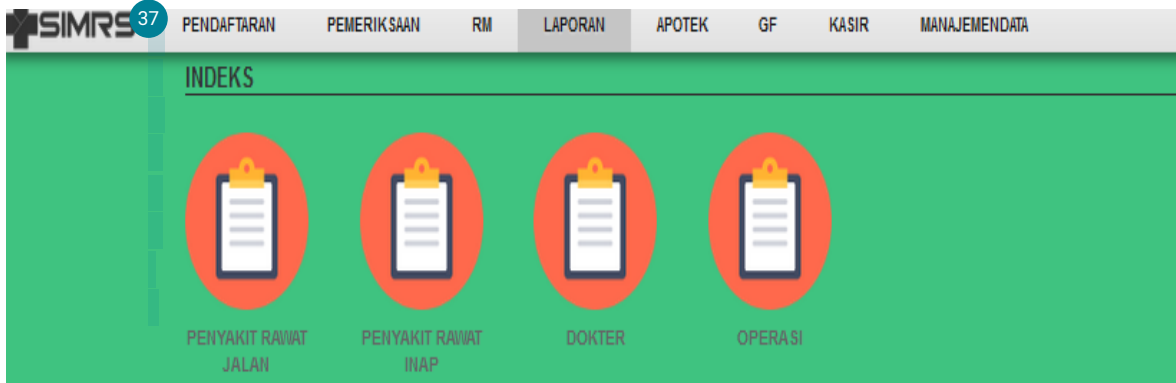 SIMRS 37 PENDAFTARAN PEMERIKSAAN RM LAPORAN APOTEK GF KASIR MANAJEMENDATA
INDEKS
PENYAKIT RAWAT JALAN
PENYAKIT RAWAT INAP
DOKTER
OPERASI